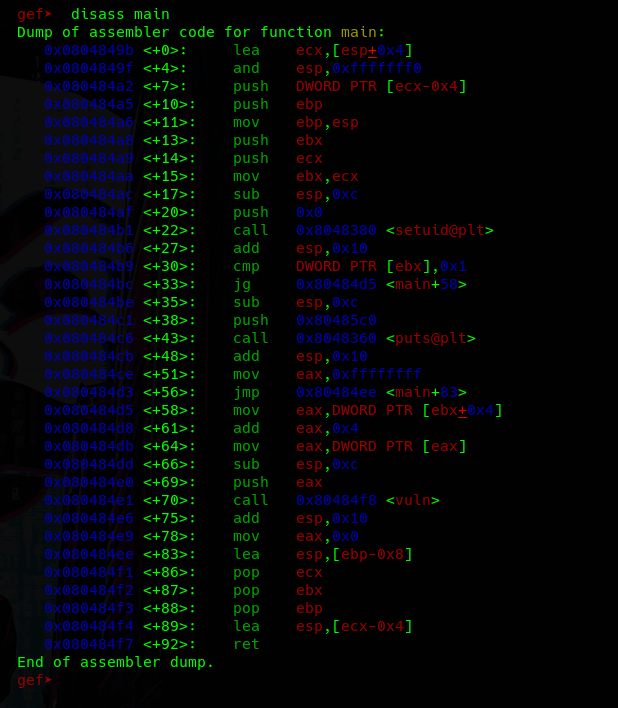 gef➤  disass main
Dump of assembler code for function main:
   0x0804849b <+0>:     lea    ecx,[esp+0x4]
   0x0804849f <+4>:     and    esp,0xfffffff0
   0x080484a2 <+7>:     push   DWORD PTR [ecx-0x4]
   0x080484a5 <+10>:    push   ebp
   0x080484a6 <+11>:    mov    ebp,esp
   0x080484a8 <+13>:    push   ebx
   0x080484a9 <+14>:    push   ecx
   0x080484aa <+15>:    mov    ebx,ecx
   0x080484ac <+17>:    sub    esp,0xc
   0x080484af <+20>:    push   0x0
   0x080484b1 <+22>:    call   0x8048380 <setuid@plt>
   0x080484b6 <+27>:    add    esp,0x10
   0x080484b9 <+30>:    cmp    DWORD PTR [ebx],0x1
   0x080484bc <+33>:    jg     0x80484d5 <main+58>
   0x080484be <+35>:    sub    esp,0xc
   0x080484c1 <+38>:    push   0x80485c0
   0x080484c6 <+43>:    call   0x8048360 <puts@plt>
   0x080484cb <+48>:    add    esp,0x10
   0x080484ce <+51>:    mov    eax,0xffffffff
   0x080484d3 <+56>:    jmp    0x80484ee <main+83>
   0x080484d5 <+58>:    mov    eax,DWORD PTR [ebx+0x4]
   0x080484d8 <+61>:    add    eax,0x4
   0x080484db <+64>:    mov    eax,DWORD PTR [eax]
   0x080484dd <+66>:    sub    esp,0xc
   0x080484e0 <+69>:    push   eax
   0x080484e1 <+70>:    call   0x80484f8 <vuln>
   0x080484e6 <+75>:    add    esp,0x10
   0x080484e9 <+78>:    mov    eax,0x0
   0x080484ee <+83>:    lea    esp,[ebp-0x8]
   0x080484f1 <+86>:    pop    ecx
   0x080484f2 <+87>:    pop    ebx
   0x080484f3 <+88>:    pop    ebp
   0x080484f4 <+89>:    lea    esp,[ecx-0x4]
   0x080484f7 <+92>:    ret
End of assembler dump.
gef➤